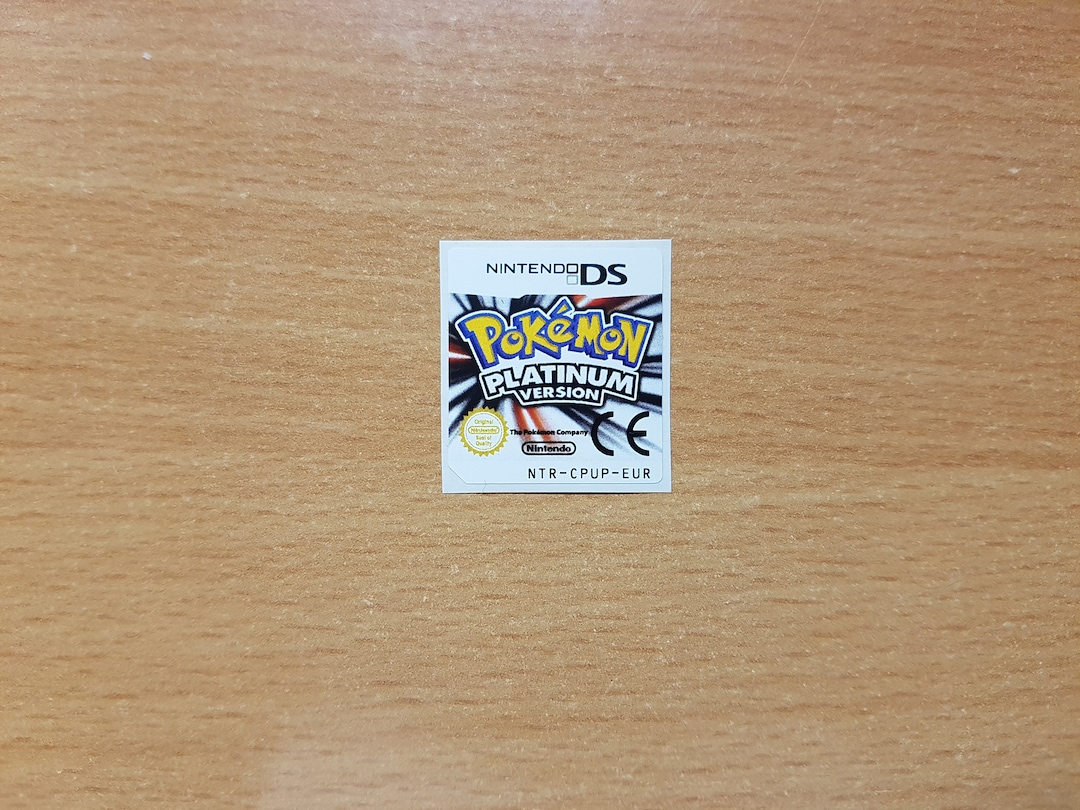 NINTENDO DS
POKéMON
PLATINUM
VERSION
Original
Nintendo
Seal of
Quality
The Pokémon Company
Nintendo
CE
NTR-CPUP-EUR